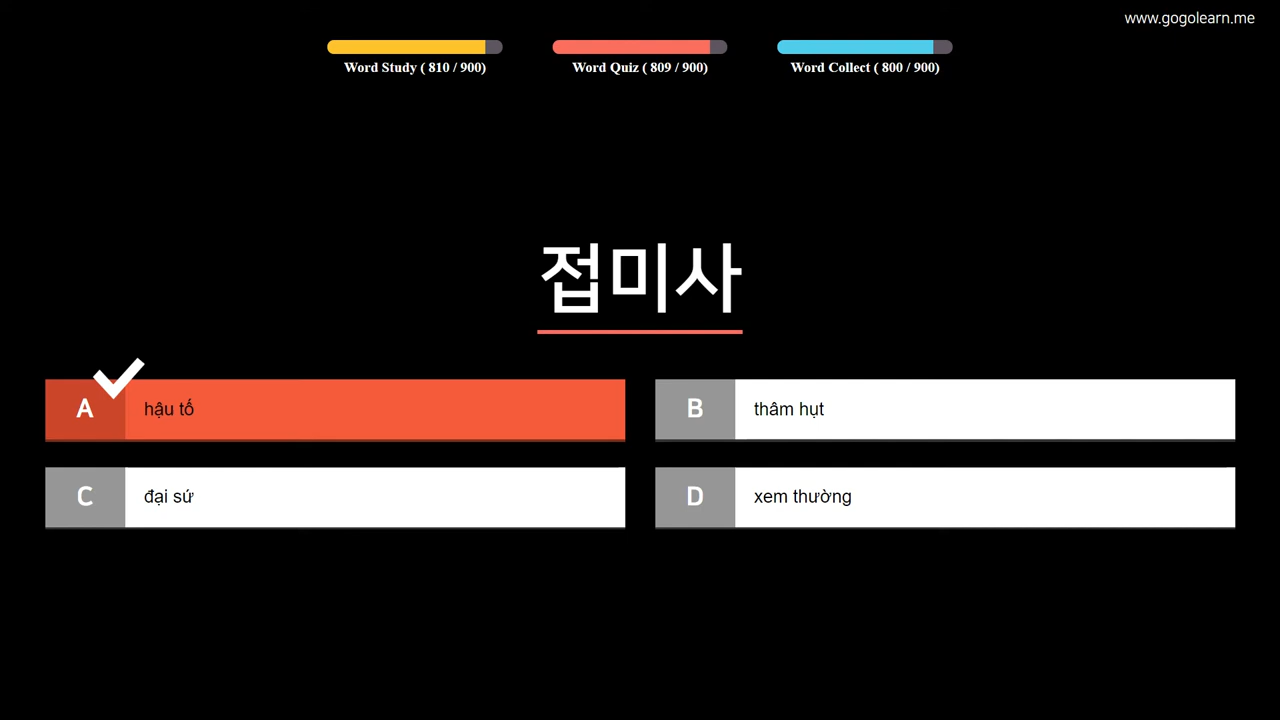 www.gogolearn.me
Word Study ( 810 / 900)
Word Quiz ( 809 / 900)
Word Collect ( 800 / 900)
접미사
A hậu tố
B thâm hụt
C đại sứ
D xem thường